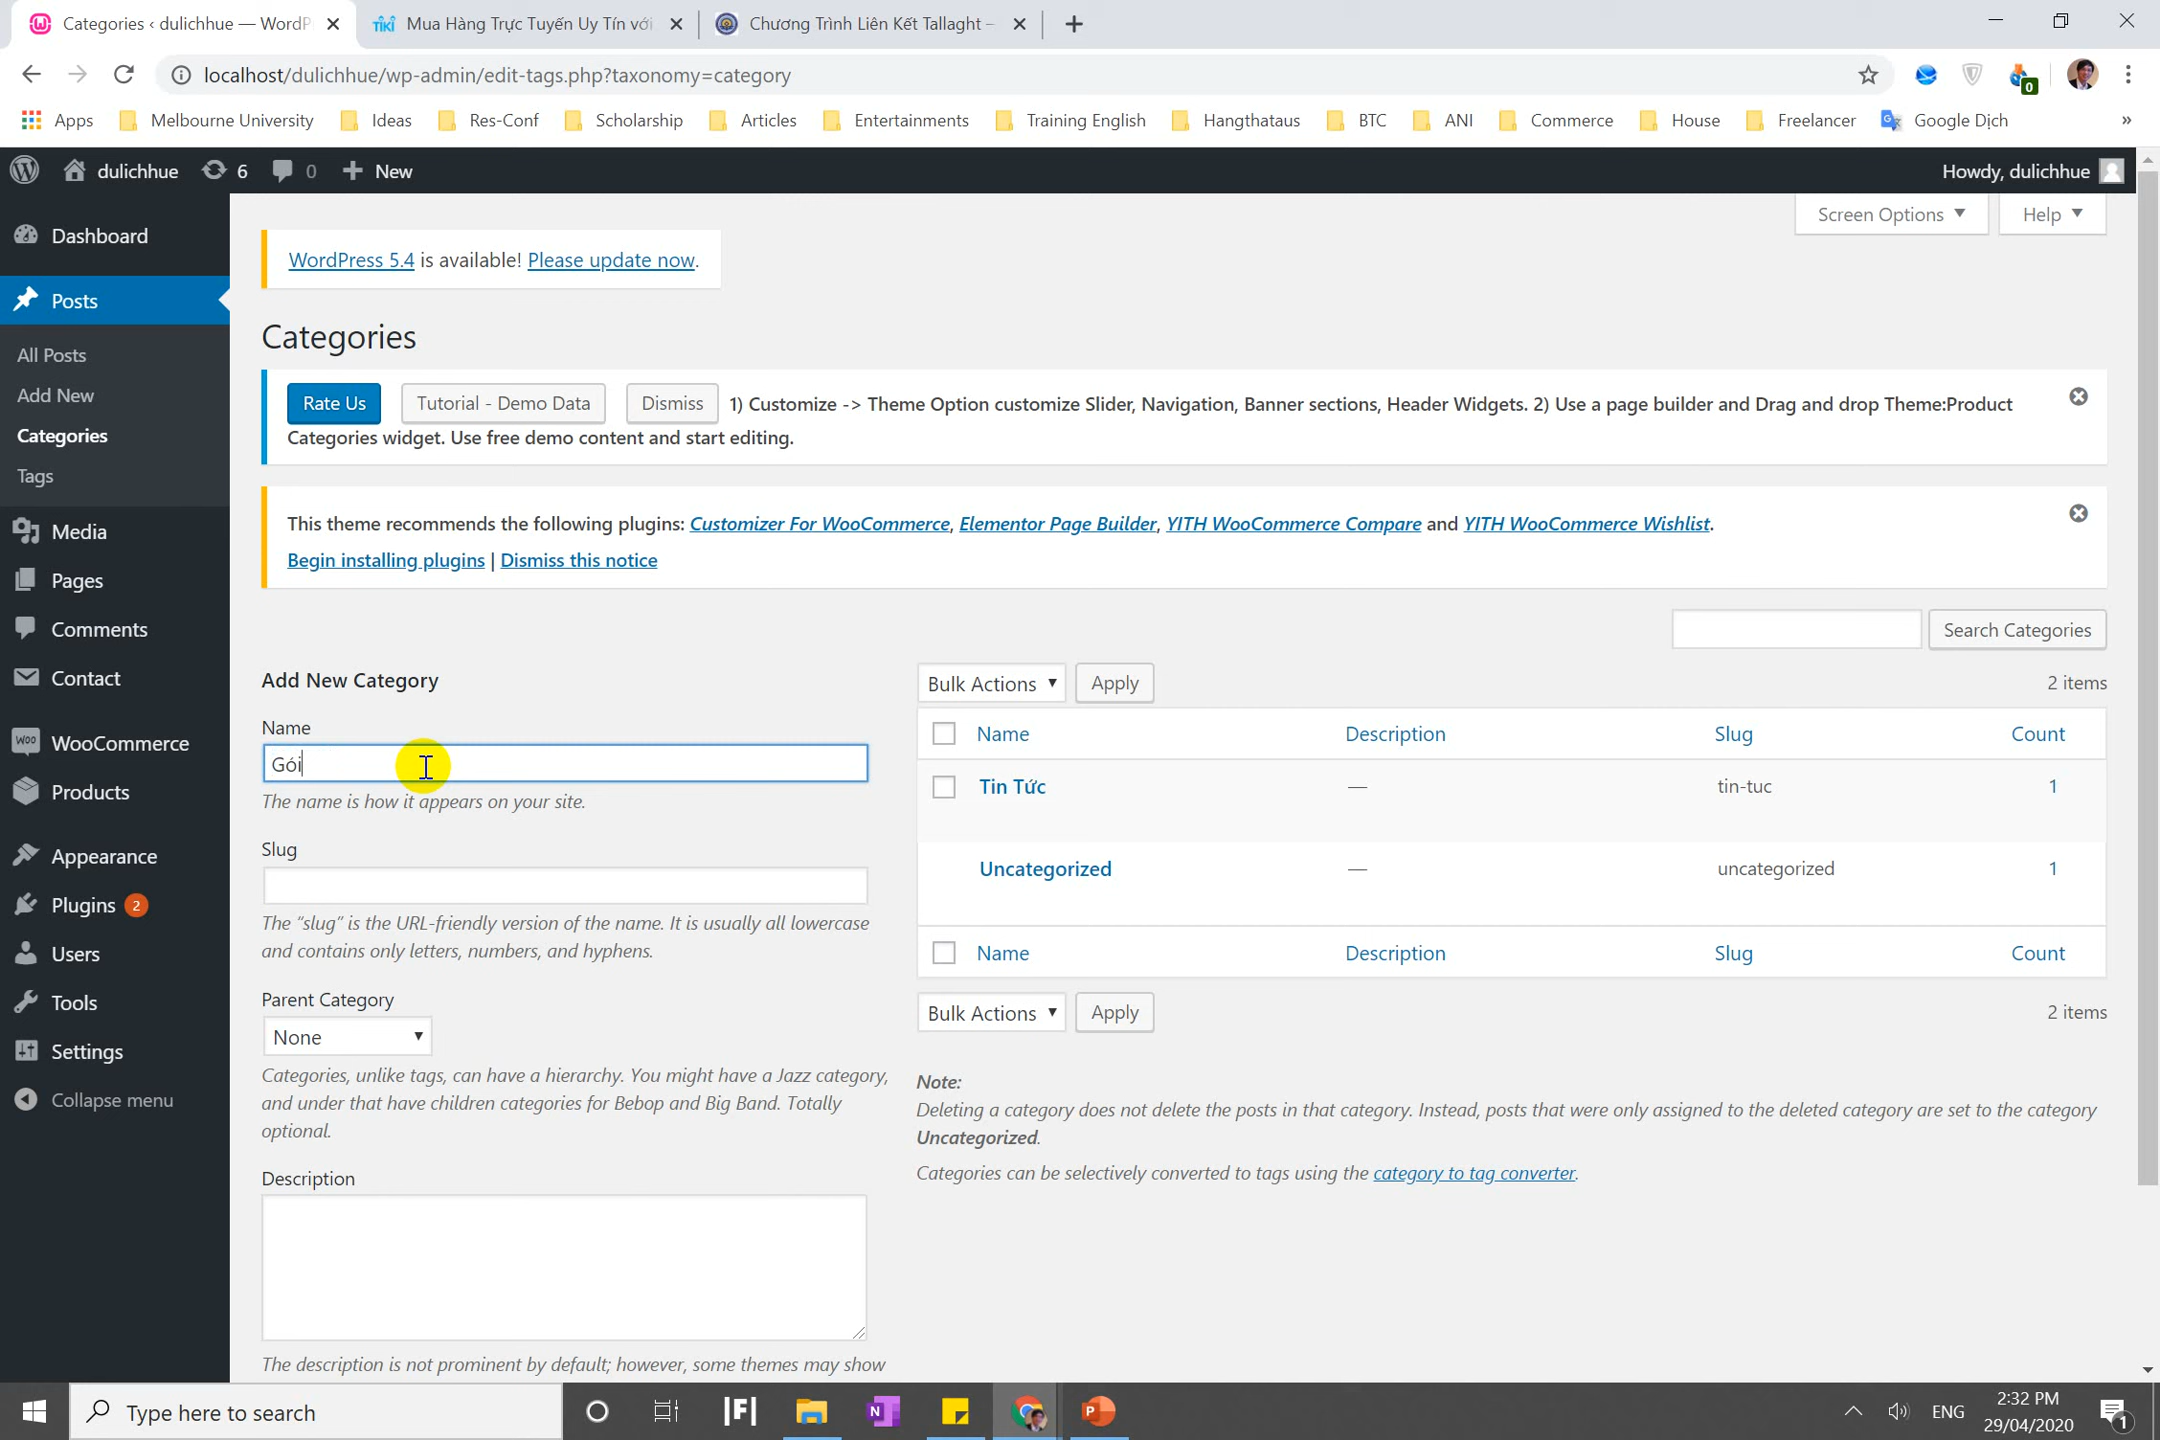 Categories ‹ dulichhue — WordP
Mua Hàng Trực Tuyến Uy Tín với
Chương Trình Liên Kết Tallaght –
localhost/dulichhue/wp-admin/edit-tags.php?taxonomy=category
0
Apps
Melbourne University
Ideas
Res-Conf
Scholarship
Articles
Entertainments
Training English
Hangthataus
BTC
ANI
Commerce
House
Freelancer
Google Dịch
»
dulichhue
6
0
New
Howdy, dulichhue
Screen Options
Help
Dashboard
Posts
All Posts
Add New
Categories
Tags
Media
Pages
Comments
Contact
WooCommerce
Products
Appearance
Plugins 2
Users
Tools
Settings
Collapse menu
WordPress 5.4 is available! Please update now.
Categories
Rate Us
Tutorial - Demo Data
Dismiss
1) Customize -> Theme Option customize Slider, Navigation, Banner sections, Header Widgets. 2) Use a page builder and Drag and drop Theme:Product
Categories widget. Use free demo content and start editing.
This theme recommends the following plugins: Customizer For WooCommerce, Elementor Page Builder, YITH WooCommerce Compare and YITH WooCommerce Wishlist.
Begin installing plugins | Dismiss this notice
Search Categories
Add New Category
Name
Gói
The name is how it appears on your site.
Slug
The “slug” is the URL-friendly version of the name. It is usually all lowercase
and contains only letters, numbers, and hyphens.
Parent Category
None
Categories, unlike tags, can have a hierarchy. You might have a Jazz category,
and under that have children categories for Bebop and Big Band. Totally
optional.
Description
The description is not prominent by default; however, some themes may show
Bulk Actions
Apply
2 items
Name
Description
Slug
Count
Tin Tức
—
tin-tuc
1
Uncategorized
—
uncategorized
1
Name
Description
Slug
Count
Bulk Actions
Apply
2 items
Note:
Deleting a category does not delete the posts in that category. Instead, posts that were only assigned to the deleted category are set to the category
Uncategorized.
Categories can be selectively converted to tags using the category to tag converter.
Type here to search
ENG
2:32 PM
29/04/2020
1